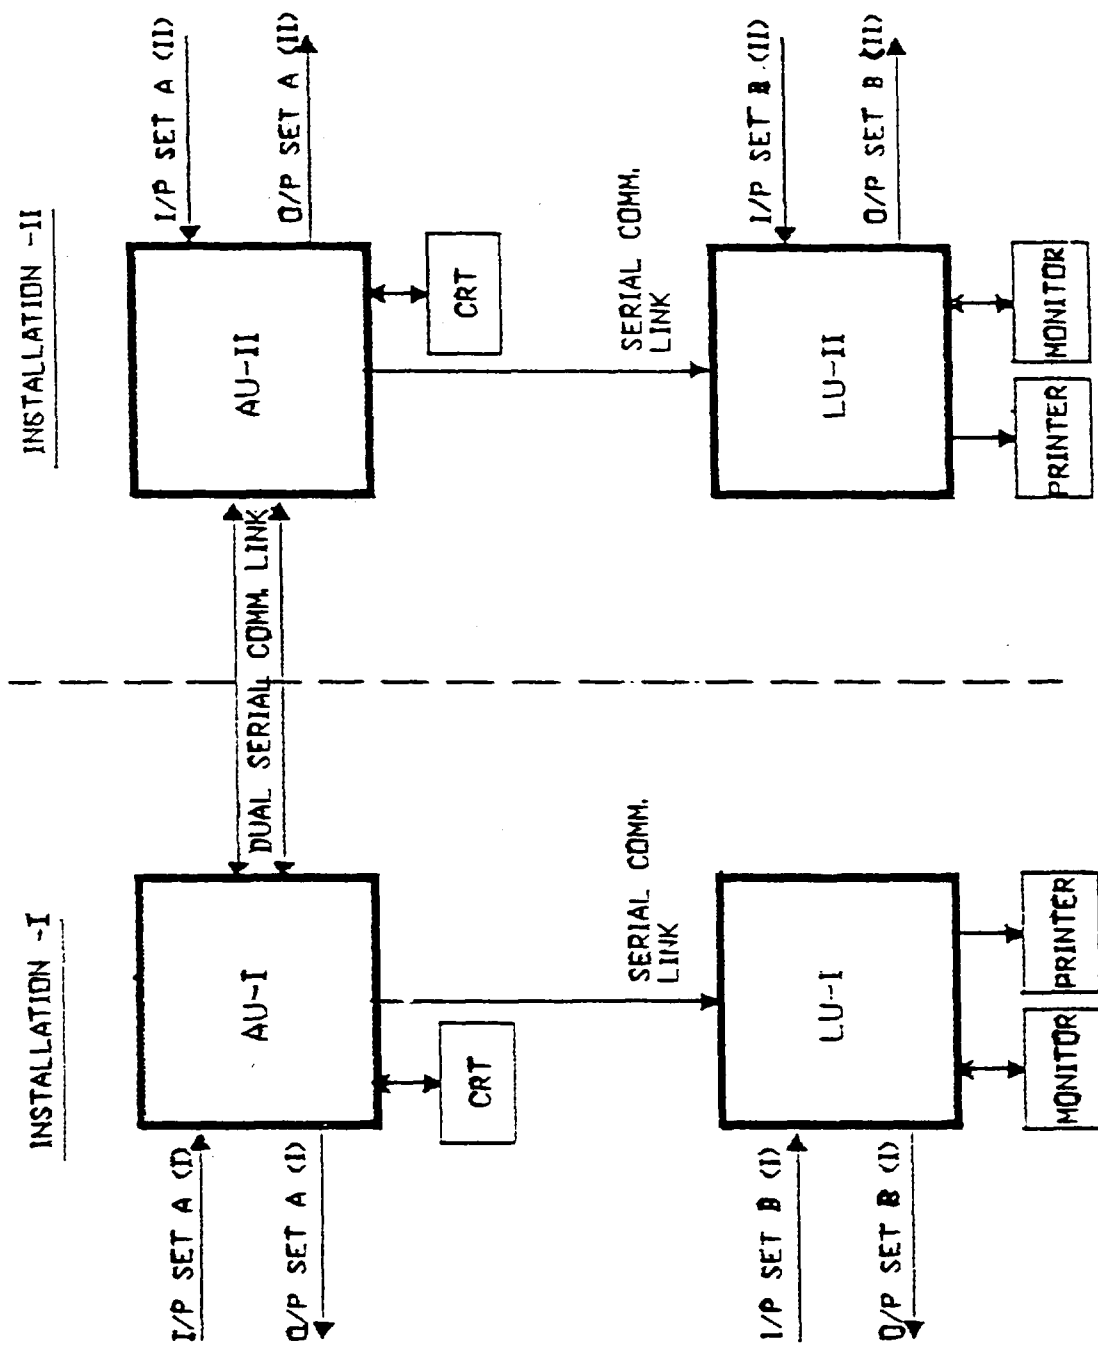 INSTALLATION -I
INSTALLATION -II
I/P SET A (I)
O/P SET A (I)
AU-I
DUAL SERIAL COMM. LINK
AU-II
I/P SET A (II)
O/P SET A (II)
CRT
CRT
SERIAL COMM.
LINK
SERIAL COMM.
LINK
I/P SET B (I)
O/P SET B (I)
LU-I
LU-II
I/P SET B (II)
O/P SET B (II)
MONITOR
PRINTER
PRINTER
MONITOR